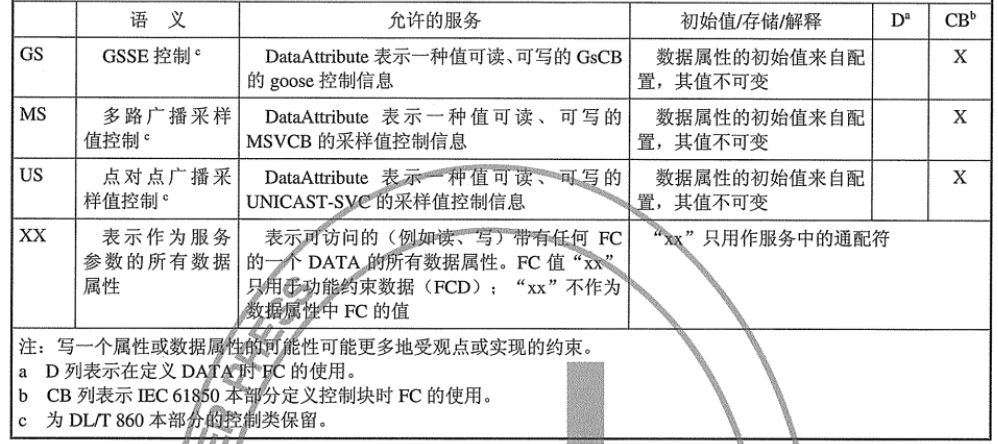 语 义 允许的服务 初始值/存储/解释 Dᵃ CBᵇ
GS GSSE 控制ᶜ DataAttribute 表示一种值可读、可写的 GsCB 数据属性的初始值来自配 X
的 goose 控制信息 置，其值不可变
MS 多路广播采样 DataAttribute 表示一种值可读、可写的 数据属性的初始值来自配 X
值控制ᶜ MSVCB 的采样值控制信息 置，其值不可变
US 点对点广播采 DataAttribute 表示一种值可读、可写的 数据属性的初始值来自配 X
样值控制ᶜ UNICAST-SVC 的采样值控制信息 置，其值不可变
XX 表示作为服务 表示可访问的（例如读、写）带有任何 FC “xx”只用作服务中的通配符
参数的所有数据 的一个 DATA 的所有数据属性。FC 值“xx”
属性 只用于功能约束数据（FCD）；“xx”不作为
数据属性中 FC 的值
注：写一个属性或数据属性的可能性可能更多地受观点或实现的约束。
a D 列表示在定义 DATA 时 FC 的使用。
b CB 列表示 IEC 61850 本部分定义控制块时 FC 的使用。
c 为 DL/T 860 本部分的控制类保留。
ER PRESS